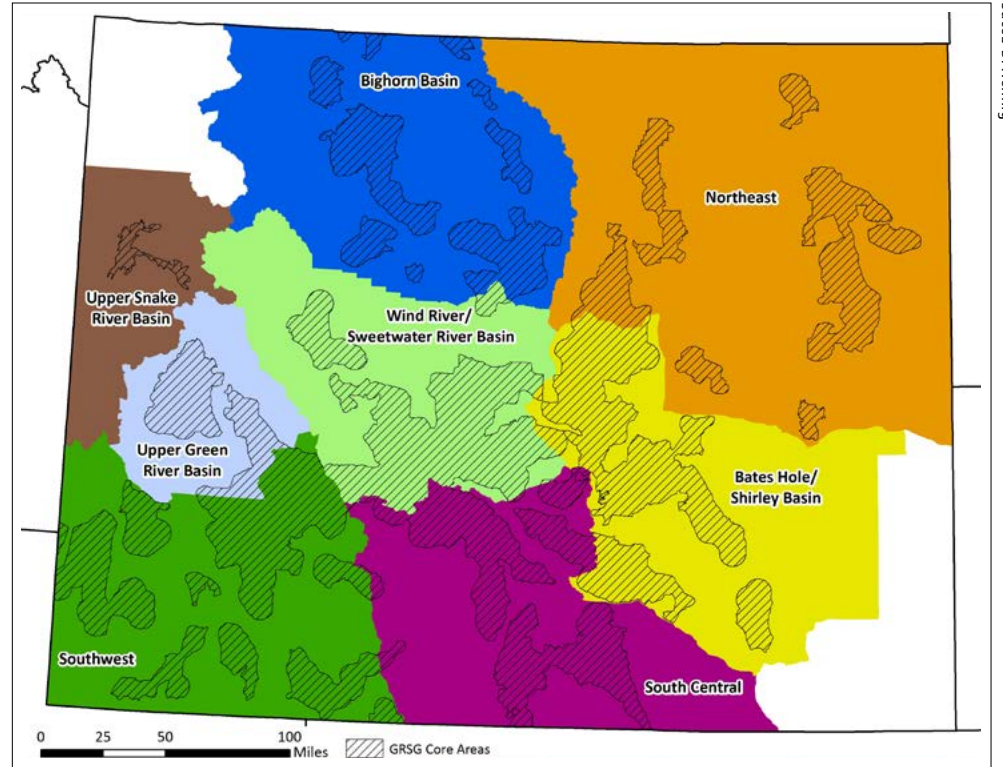 Bighorn Basin
Northeast
Upper Snake
River Basin
Wind River/
Sweetwater River Basin
Upper Green
River Basin
Bates Hole/
Shirley Basin
Southwest
South Central
0 25 50 100
Miles
GRSG Core Areas